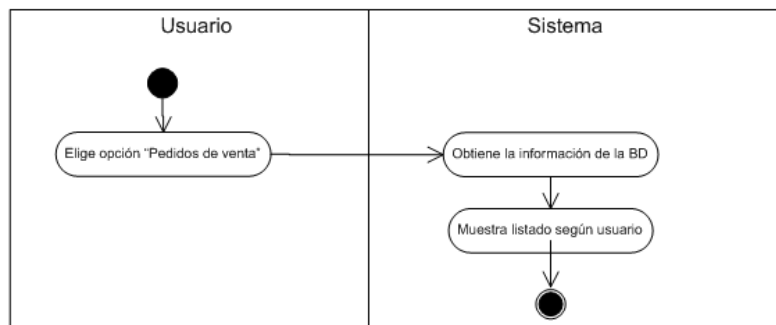 Usuario
Sistema
Elige opción "Pedidos de venta"
Obtiene la información de la BD
Muestra listado según usuario